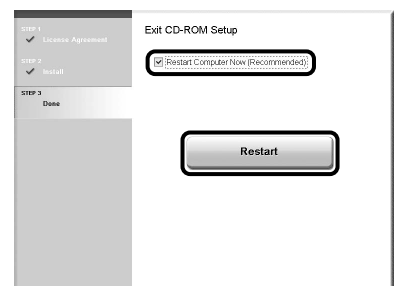 STEP 1
License Agreement
STEP 2
Install
STEP 3
Done
Exit CD-ROM Setup
Restart Computer Now (Recommended)
Restart